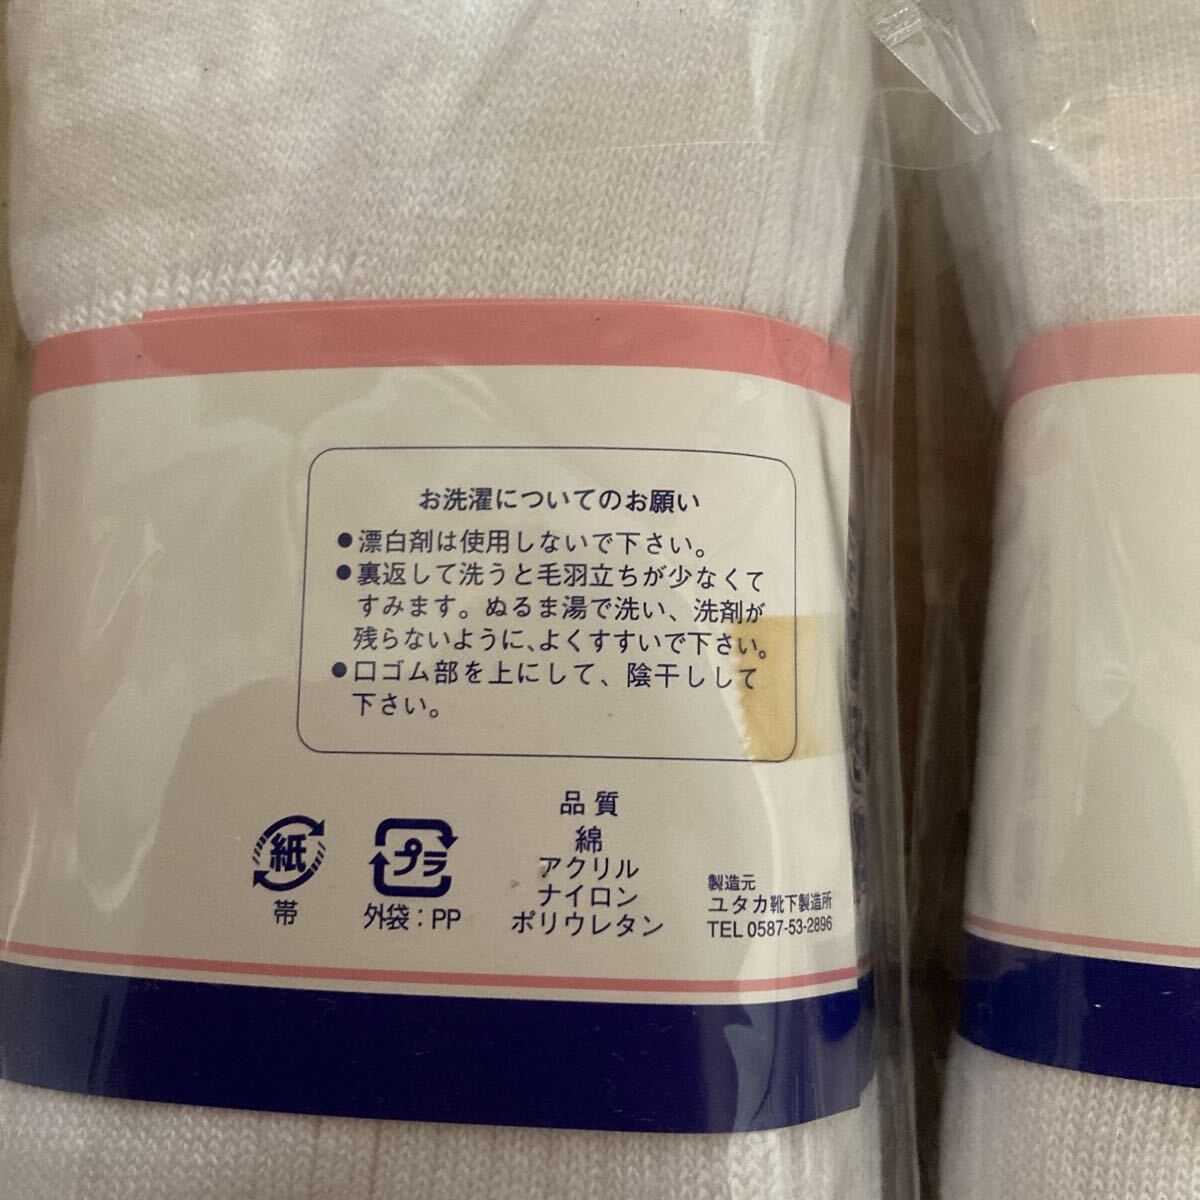 お洗濯についてのお願い
●漂白剤は使用しないで下さい。
●裏返して洗うと毛羽立ちが少なくて
すみます。ぬるま湯で洗い、洗剤が
残らないように、よくすすいで下さい。
●口ゴム部を上にして、陰干しして
下さい。
紙
帯
プラ
外袋：PP
品質
綿
アクリル
ナイロン
ポリウレタン
製造元
ユタカ靴下製造所
TEL 0587-53-2896